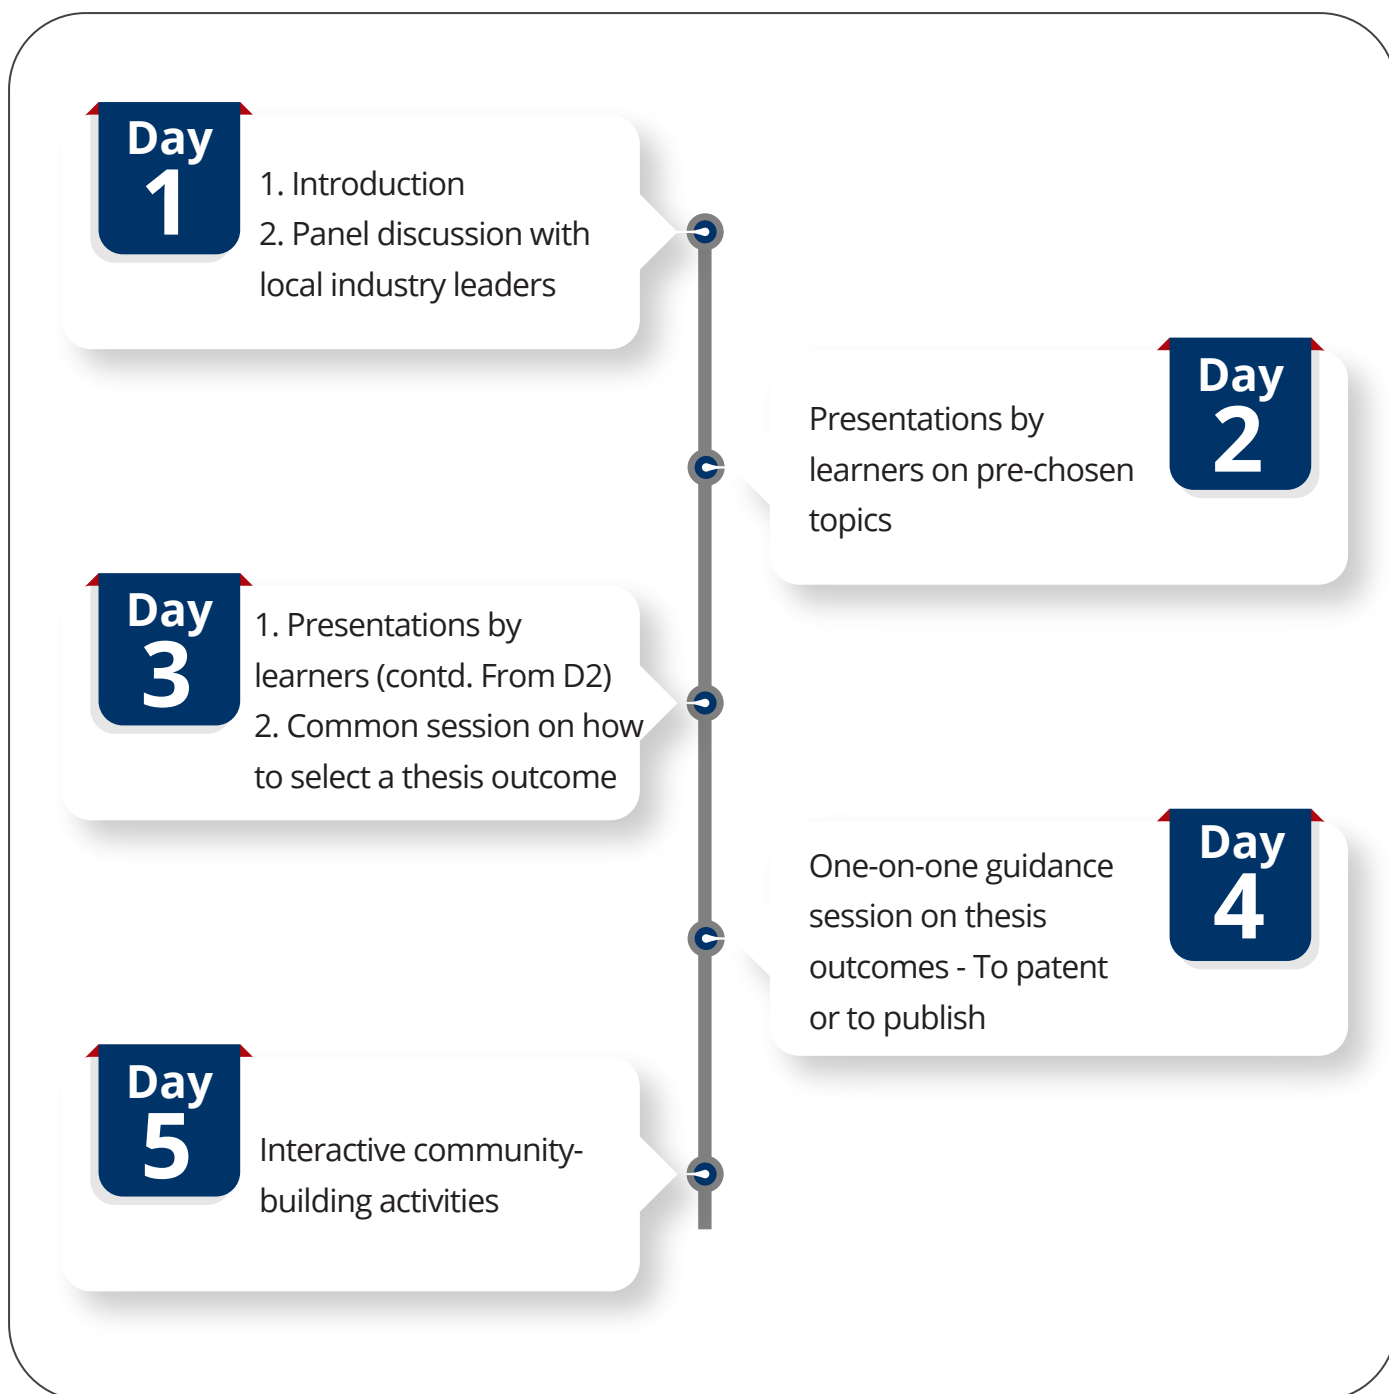 Day
1
1. Introduction
2. Panel discussion with
local industry leaders
Day
2
Presentations by
learners on pre-chosen
topics
Day
3
1. Presentations by
learners (contd. From D2)
2. Common session on how
to select a thesis outcome
Day
4
One-on-one guidance
session on thesis
outcomes - To patent
or to publish
Day
5
Interactive community-
building activities